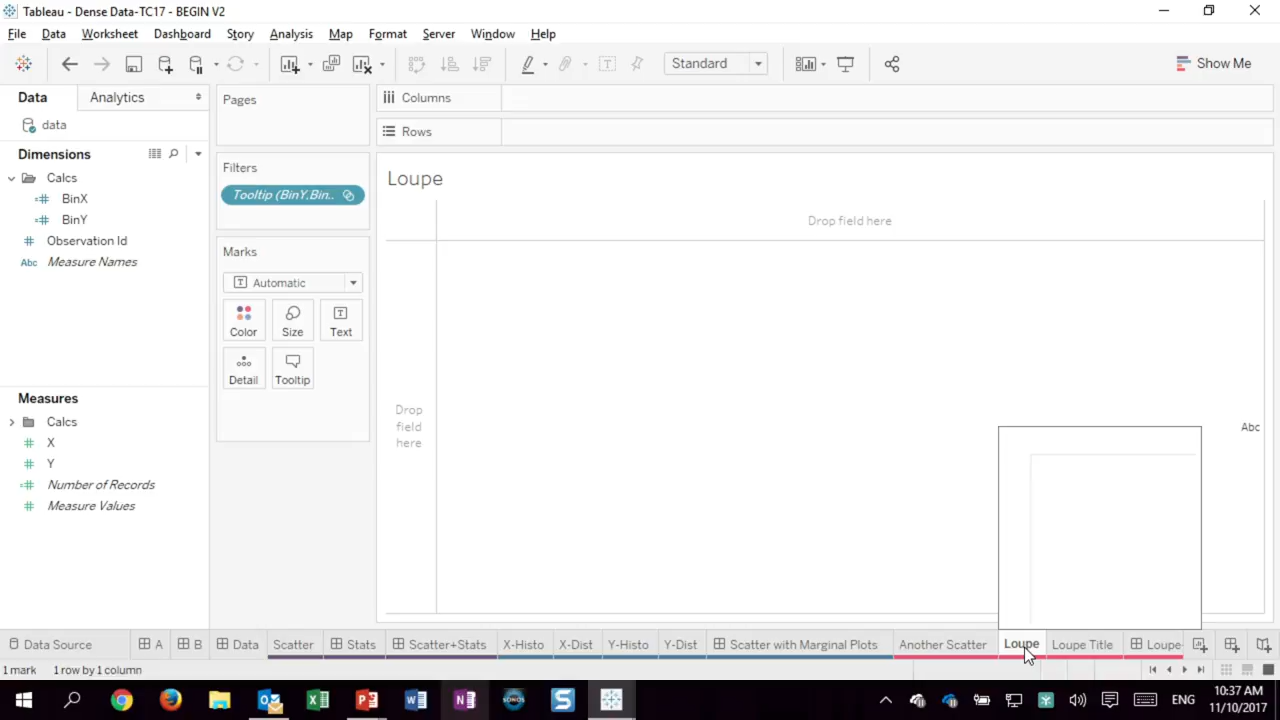 Tableau - Dense Data-TC17 - BEGIN V2
File Data Worksheet Dashboard Story Analysis Map Format Server Window Help
Standard
Show Me
Data Analytics
data
Dimensions
Calcs
BinX
BinY
Observation Id
Abc Measure Names
Measures
Calcs
X
Y
Number of Records
Measure Values
Pages
Filters
Tooltip (BinY,Bin..
Marks
Automatic
Color Size Text
Detail Tooltip
Columns
Rows
Loupe
Drop field here
Drop
field
here
Abc
Data Source A B Data Scatter Stats Scatter+Stats X-Histo X-Dist Y-Histo Y-Dist Scatter with Marginal Plots Another Scatter Loupe Loupe Title Loupe-
1 mark 1 row by 1 column
SONOS
ENG
10:37 AM
11/10/2017